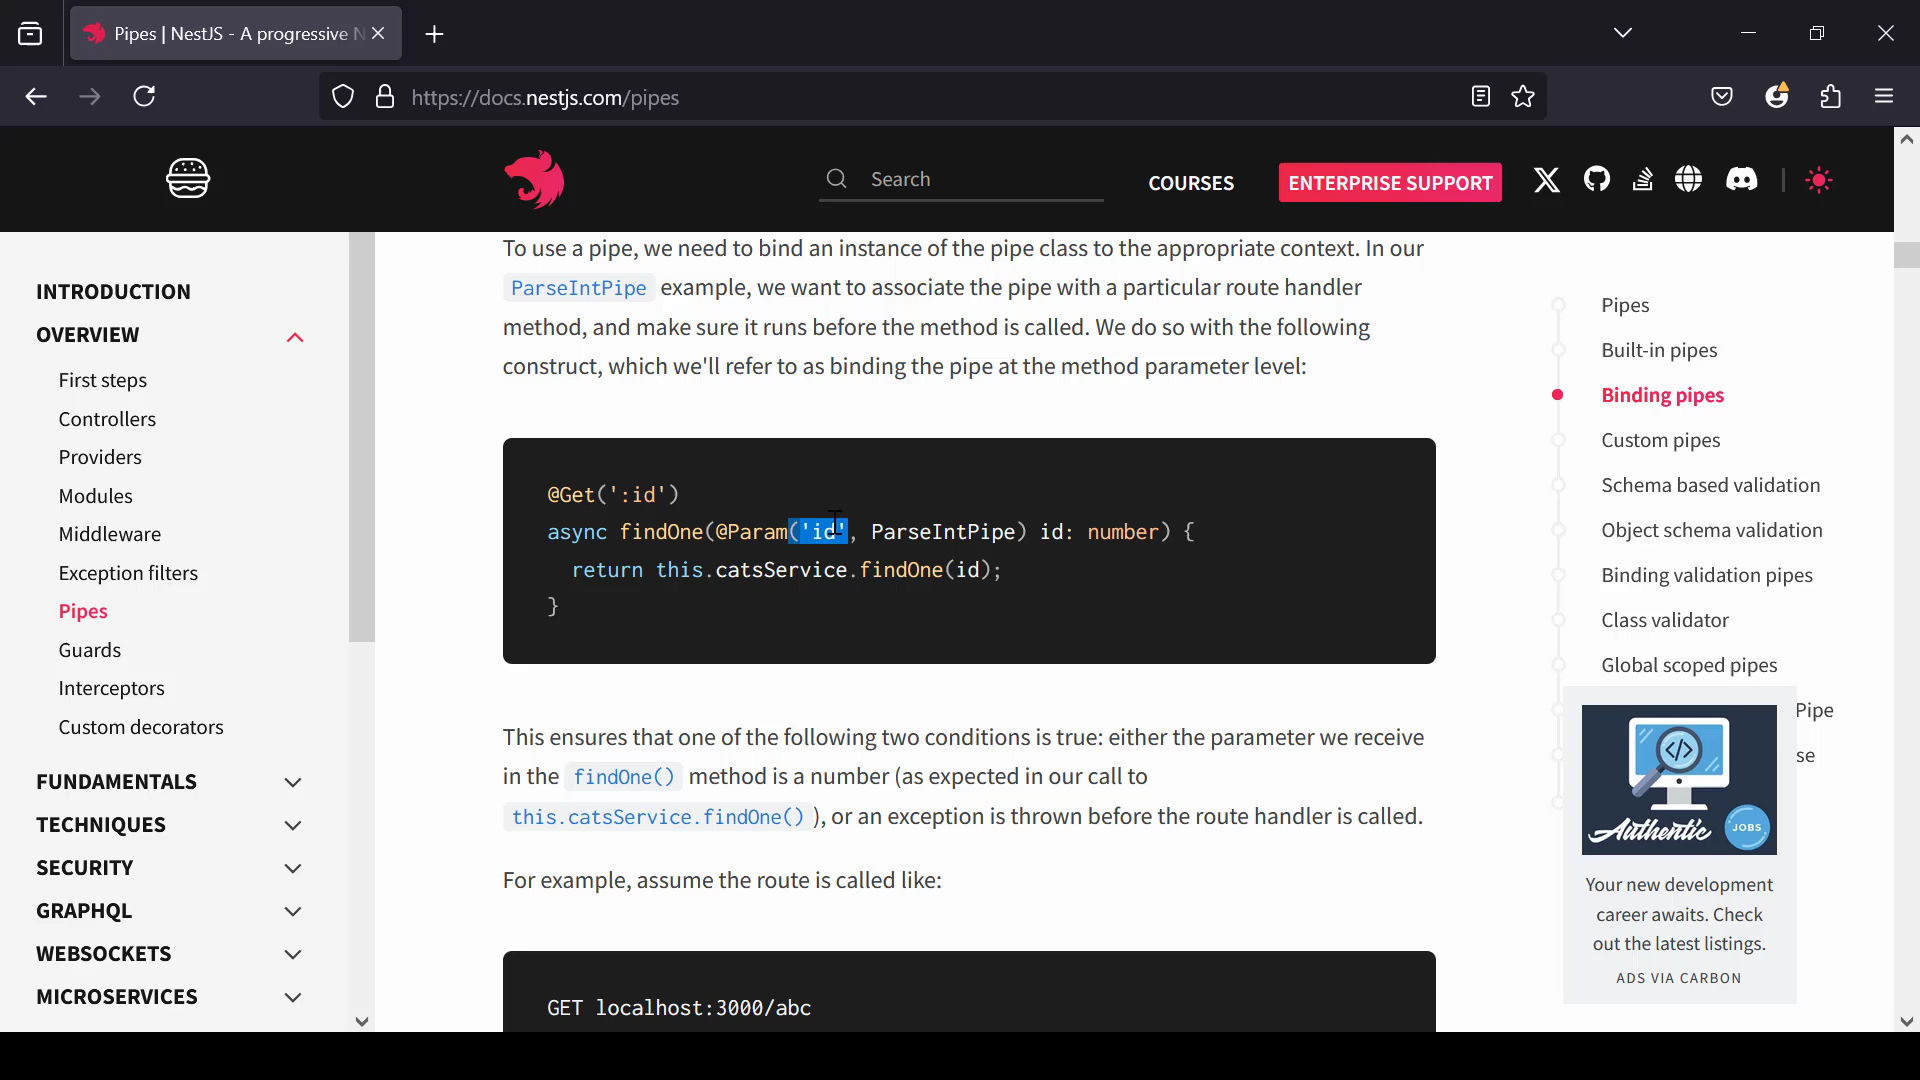 Pipes | NestJS - A progressive N
https://docs.nestjs.com/pipes
Search
COURSES
ENTERPRISE SUPPORT
INTRODUCTION
OVERVIEW
First steps
Controllers
Providers
Modules
Middleware
Exception filters
Pipes
Guards
Interceptors
Custom decorators
FUNDAMENTALS
TECHNIQUES
SECURITY
GRAPHQL
WEBSOCKETS
MICROSERVICES
To use a pipe, we need to bind an instance of the pipe class to the appropriate context. In our
ParseIntPipe example, we want to associate the pipe with a particular route handler
method, and make sure it runs before the method is called. We do so with the following
construct, which we'll refer to as binding the pipe at the method parameter level:
@Get(':id')
async findOne(@Param('id', ParseIntPipe) id: number) {
return this.catsService.findOne(id);
}
This ensures that one of the following two conditions is true: either the parameter we receive
in the findOne() method is a number (as expected in our call to
this.catsService.findOne() ), or an exception is thrown before the route handler is called.
For example, assume the route is called like:
GET localhost:3000/abc
Pipes
Built-in pipes
Binding pipes
Custom pipes
Schema based validation
Object schema validation
Binding validation pipes
Class validator
Global scoped pipes
Pipe
se
</>
Authentic JOBS
Your new development
career awaits. Check
out the latest listings.
ADS VIA CARBON